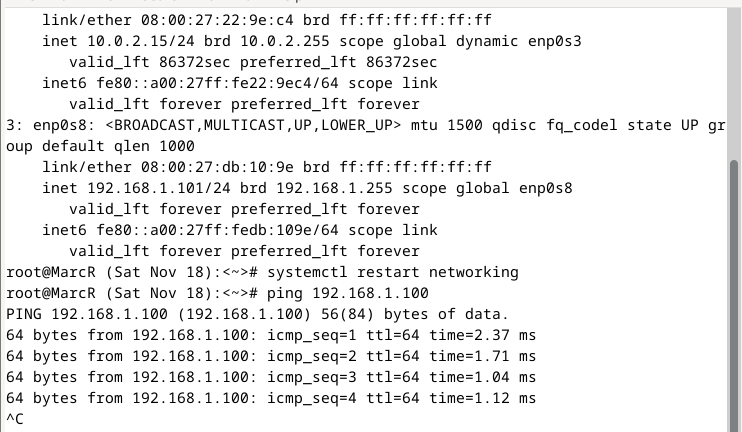 link/ether 08:00:27:22:9e:c4 brd ff:ff:ff:ff:ff:ff
inet 10.0.2.15/24 brd 10.0.2.255 scope global dynamic enp0s3
valid_lft 86372sec preferred_lft 86372sec
inet6 fe80::a00:27ff:fe22:9ec4/64 scope link
valid_lft forever preferred_lft forever
3: enp0s8: <BROADCAST,MULTICAST,UP,LOWER_UP> mtu 1500 qdisc fq_codel state UP gr
oup default qlen 1000
link/ether 08:00:27:db:10:9e brd ff:ff:ff:ff:ff:ff
inet 192.168.1.101/24 brd 192.168.1.255 scope global enp0s8
valid_lft forever preferred_lft forever
inet6 fe80::a00:27ff:fedb:109e/64 scope link
valid_lft forever preferred_lft forever
root@MarcR (Sat Nov 18):<~># systemctl restart networking
root@MarcR (Sat Nov 18):<~># ping 192.168.1.100
PING 192.168.1.100 (192.168.1.100) 56(84) bytes of data.
64 bytes from 192.168.1.100: icmp_seq=1 ttl=64 time=2.37 ms
64 bytes from 192.168.1.100: icmp_seq=2 ttl=64 time=1.71 ms
64 bytes from 192.168.1.100: icmp_seq=3 ttl=64 time=1.04 ms
64 bytes from 192.168.1.100: icmp_seq=4 ttl=64 time=1.12 ms
^C